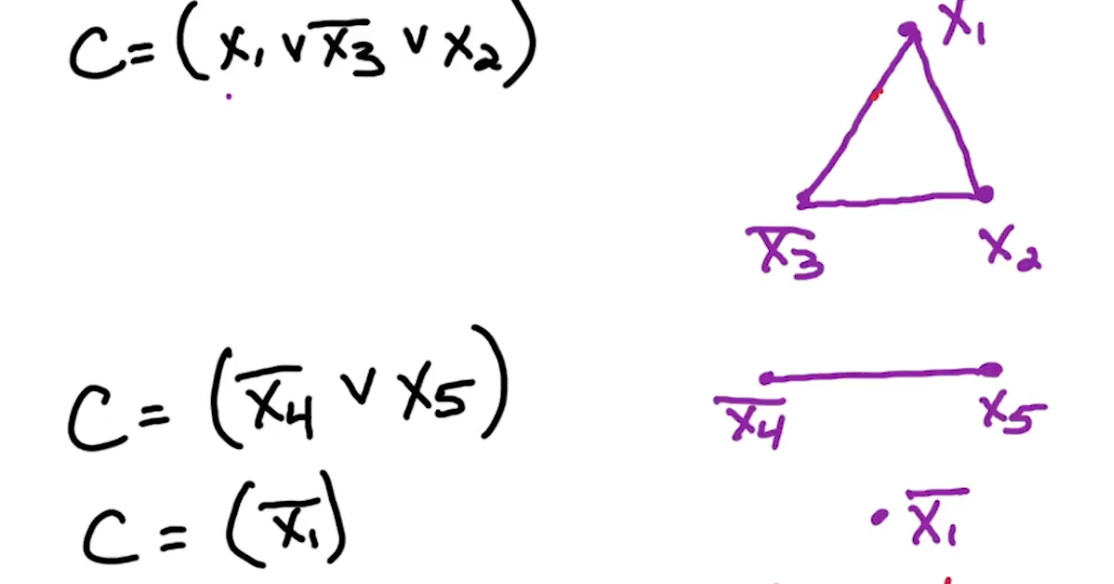 C = (x₁ ∨ x̅₃ ∨ x₂)
x₁
x̅₃
x₂
C = (x̅₄ ∨ x₅)
x̅₄
x₅
C = (x̅₁)
x̅₁